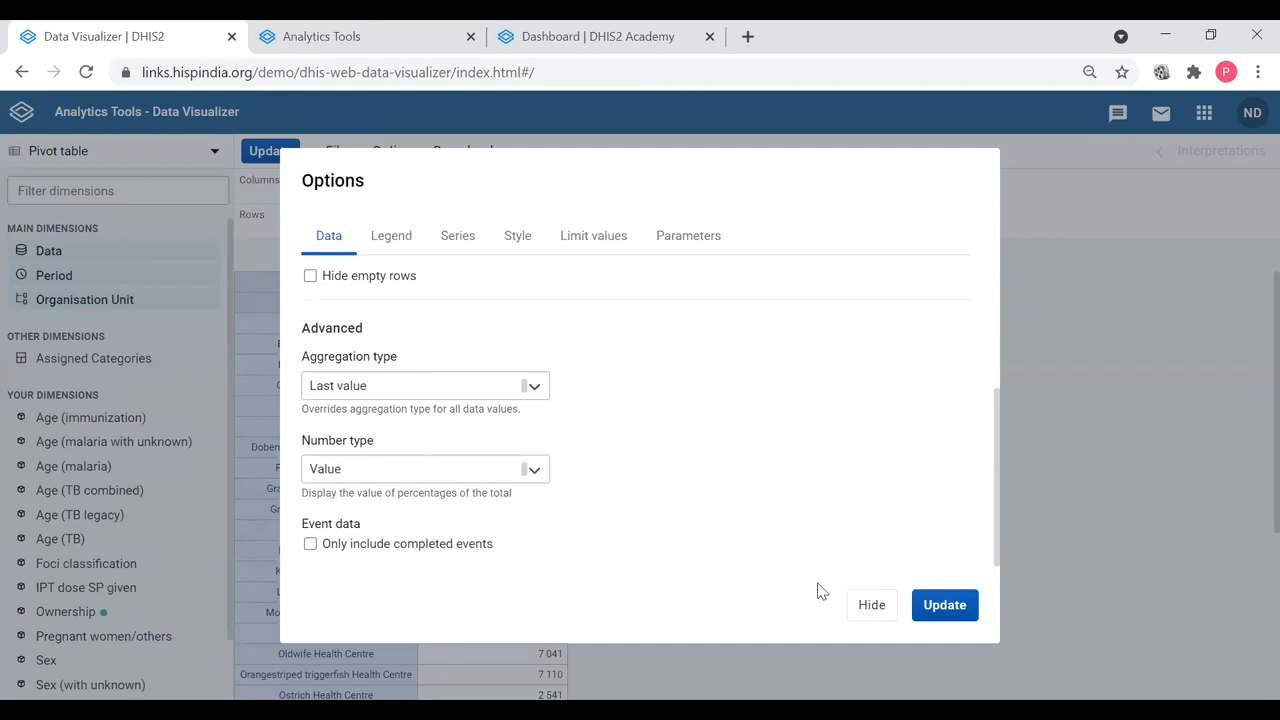 Data Visualizer | DHIS2
Analytics Tools
Dashboard | DHIS2 Academy
links.hispindia.org/demo/dhis-web-data-visualizer/index.html#/
P
Analytics Tools - Data Visualizer
ND
Pivot table
Upda
Interpretations
Filter dimensions
Columns
Rows
MAIN DIMENSIONS
Data
Period
Organisation Unit
OTHER DIMENSIONS
Assigned Categories
YOUR DIMENSIONS
Age (immunization)
Age (malaria with unknown)
Age (malaria)
Age (TB combined)
Age (TB legacy)
Age (TB)
Foci classification
IPT dose SP given
Ownership
Pregnant women/others
Sex
Sex (with unknown)
Options
Data
Legend
Series
Style
Limit values
Parameters
Hide empty rows
Advanced
Aggregation type
Last value
Overrides aggregation type for all data values.
Number type
Value
Display the value of percentages of the total
Event data
Only include completed events
Hide
Update
Oldwife Health Centre 7 041
Orangestriped triggerfish Health Centre 7 110
Ostrich Health Centre 2 541